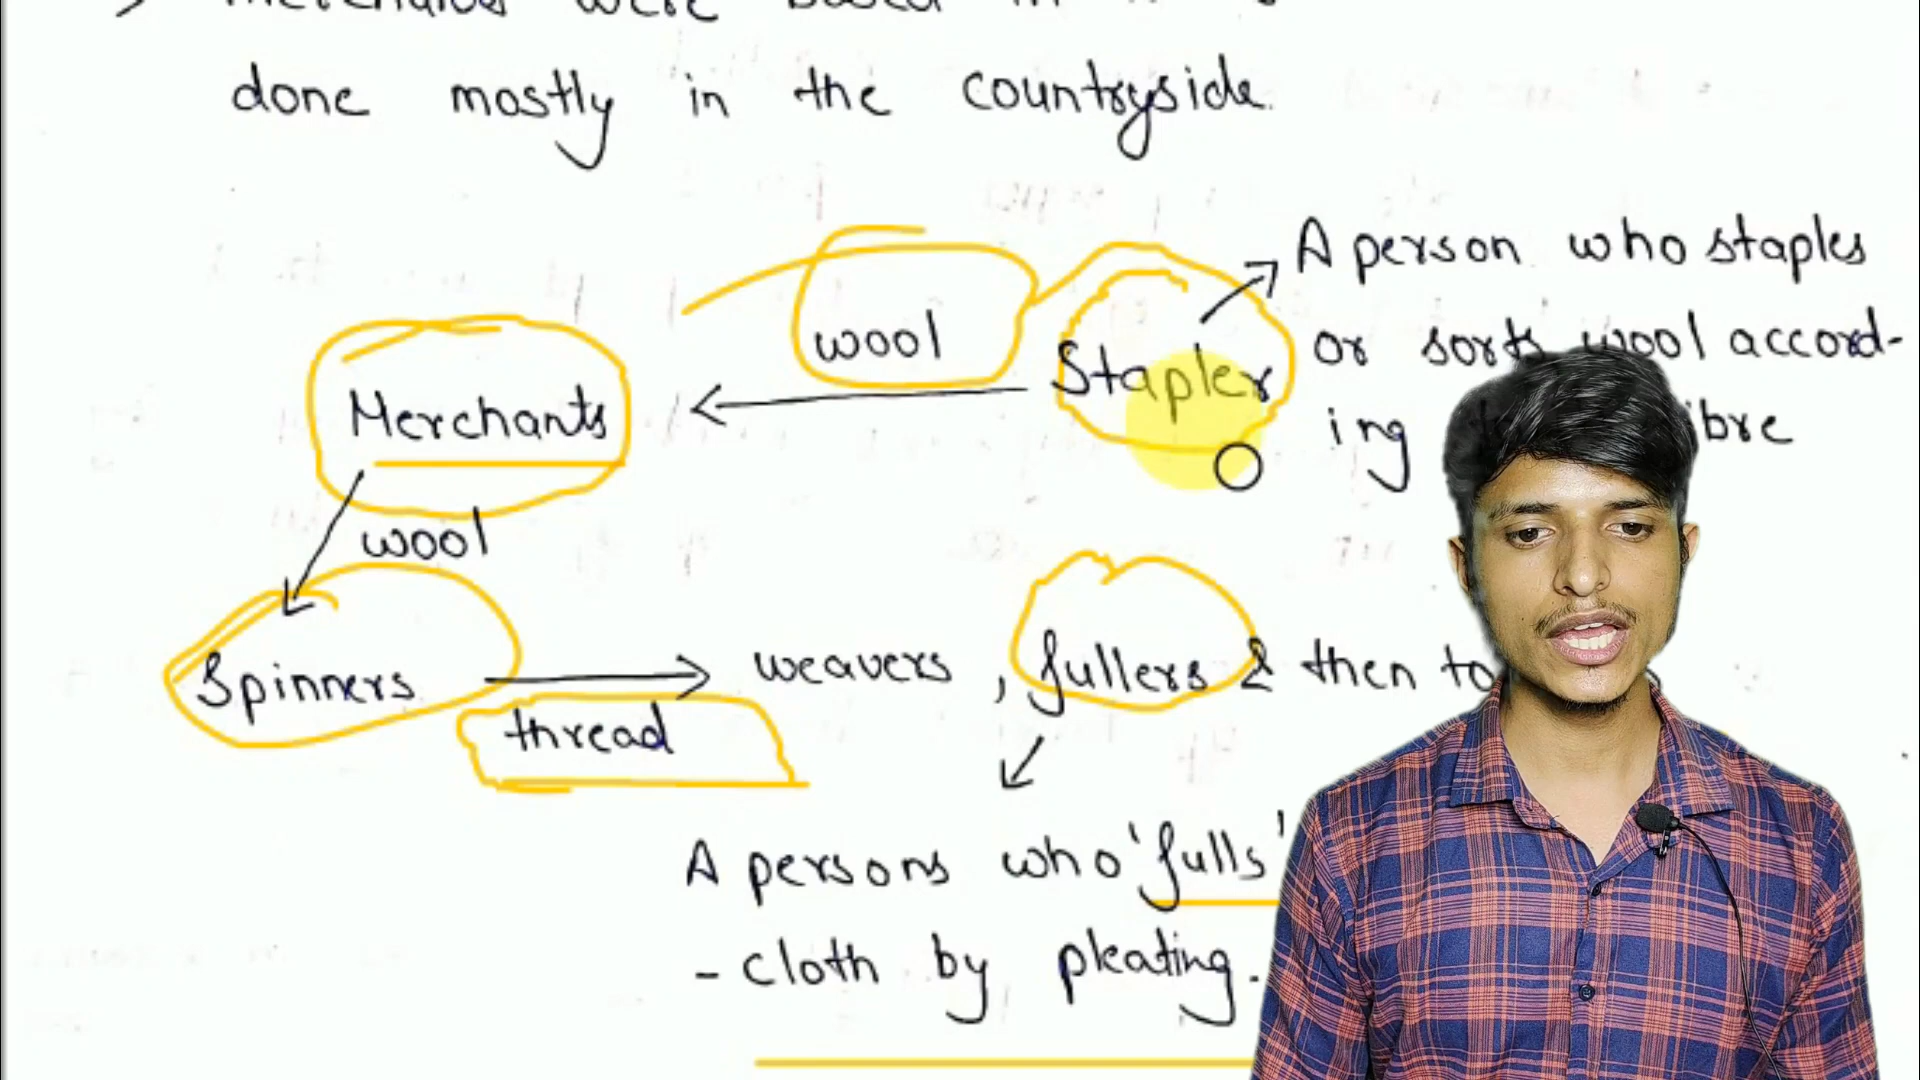 were
done mostly in the countryside.
A person who staples
wool
or sorts wool accord-
Stapler
Merchants
ing
wool
Spinners
weavers, fullers & then to
thread
A persons who 'fulls'
- cloth by pleating.